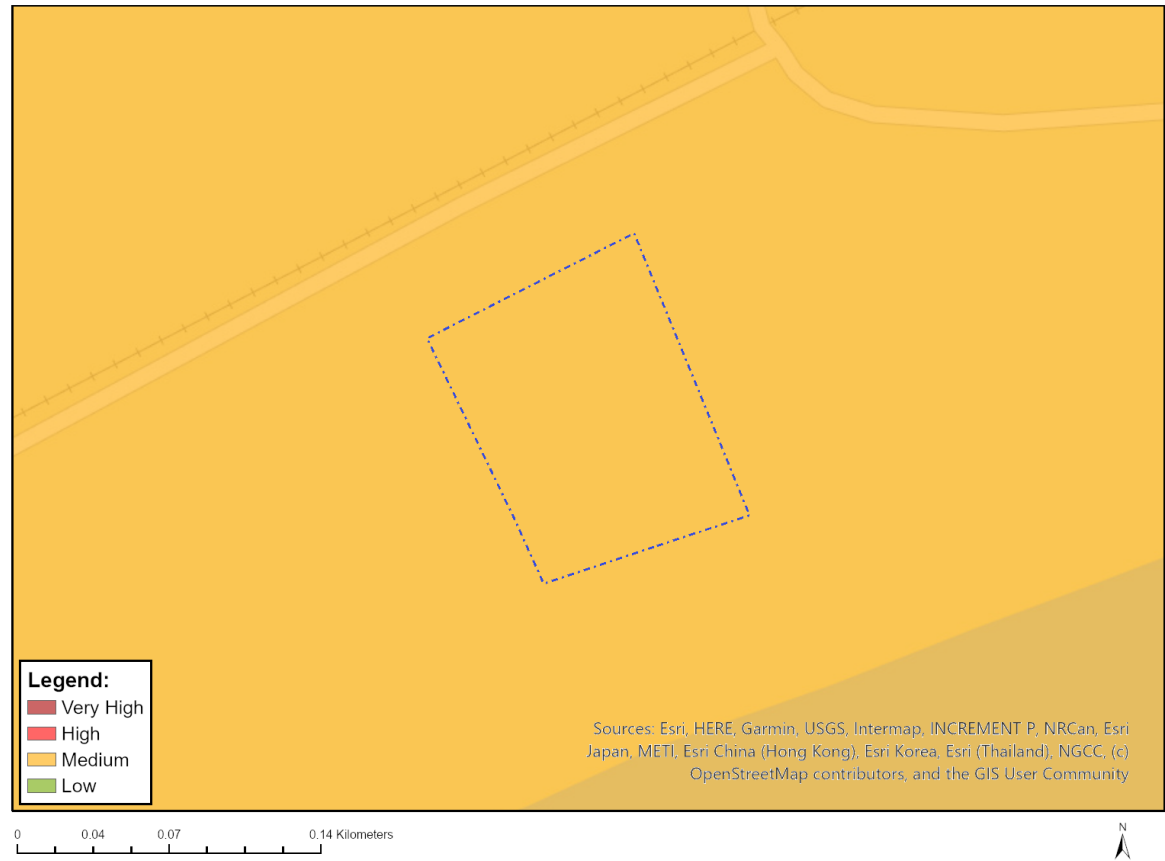 Legend:
Very High
High
Medium
Low
Sources: Esri, HERE, Garmin, USGS, Intermap, INCREMENT P, NRCan, Esri
Japan, METI, Esri China (Hong Kong), Esri Korea, Esri (Thailand), NGCC, (c)
OpenStreetMap contributors, and the GIS User Community
0 0.04 0.07 0.14 Kilometers
N